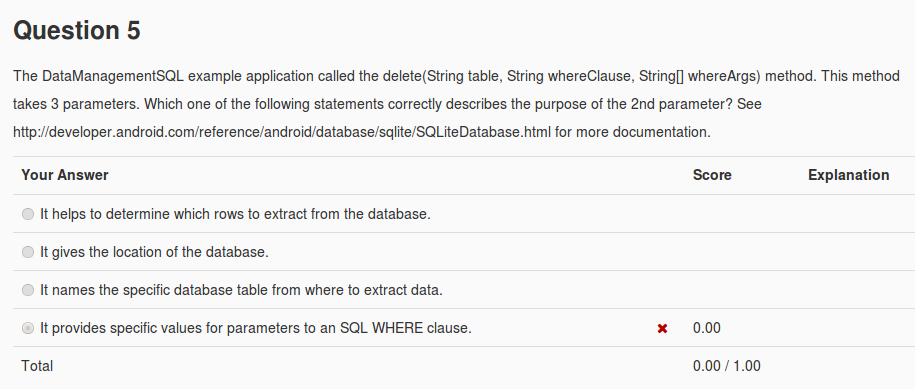 Question 5
The DataManagementSQL example application called the delete(String table, String whereClause, String[] whereArgs) method. This method
takes 3 parameters. Which one of the following statements correctly describes the purpose of the 2nd parameter? See
http://developer.android.com/reference/android/database/sqlite/SQLiteDatabase.html for more documentation.
Your Answer Score Explanation
It helps to determine which rows to extract from the database.
It gives the location of the database.
It names the specific database table from where to extract data.
It provides specific values for parameters to an SQL WHERE clause. ✖ 0.00
Total 0.00 / 1.00